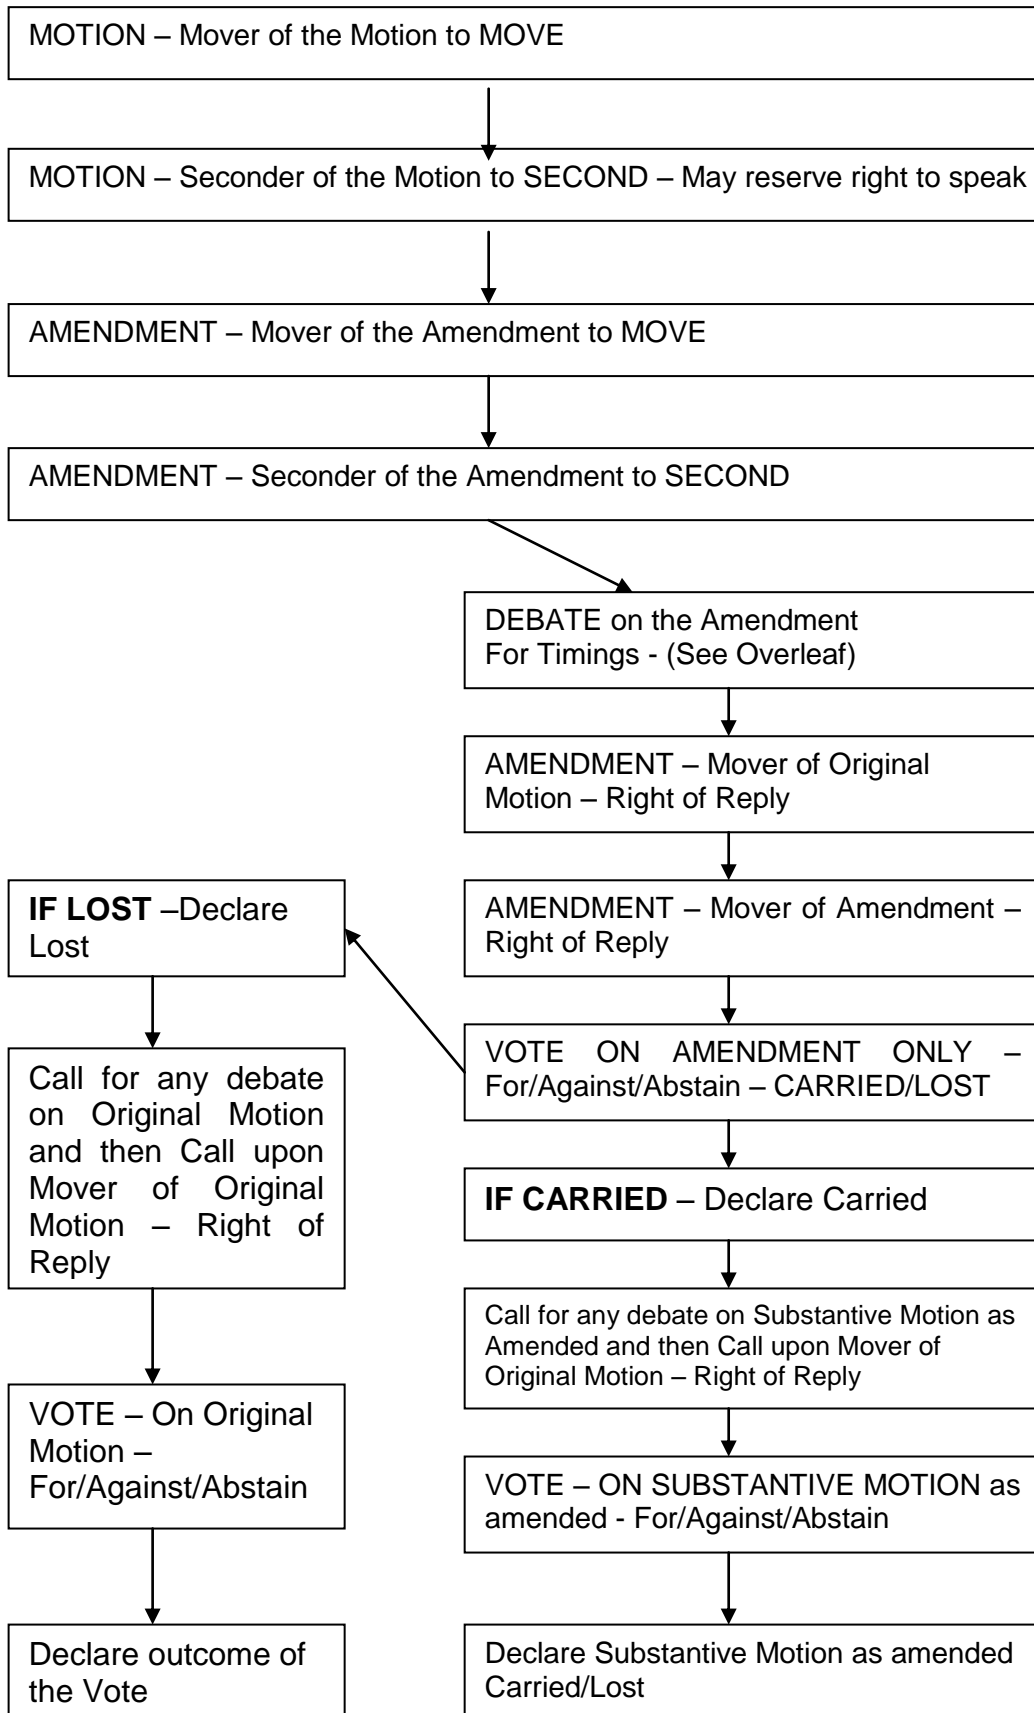 MOTION – Mover of the Motion to MOVE
MOTION – Seconder of the Motion to SECOND – May reserve right to speak
AMENDMENT – Mover of the Amendment to MOVE
AMENDMENT – Seconder of the Amendment to SECOND
DEBATE on the Amendment
For Timings - (See Overleaf)
AMENDMENT – Mover of Original
Motion – Right of Reply
AMENDMENT – Mover of Amendment –
Right of Reply
VOTE ON AMENDMENT ONLY –
For/Against/Abstain – CARRIED/LOST
IF LOST –Declare
Lost
Call for any debate
on Original Motion
and then Call upon
Mover of Original
Motion – Right of
Reply
VOTE – On Original
Motion –
For/Against/Abstain
Declare outcome of
the Vote
IF CARRIED – Declare Carried
Call for any debate on Substantive Motion as
Amended and then Call upon Mover of
Original Motion – Right of Reply
VOTE – ON SUBSTANTIVE MOTION as
amended - For/Against/Abstain
Declare Substantive Motion as amended
Carried/Lost